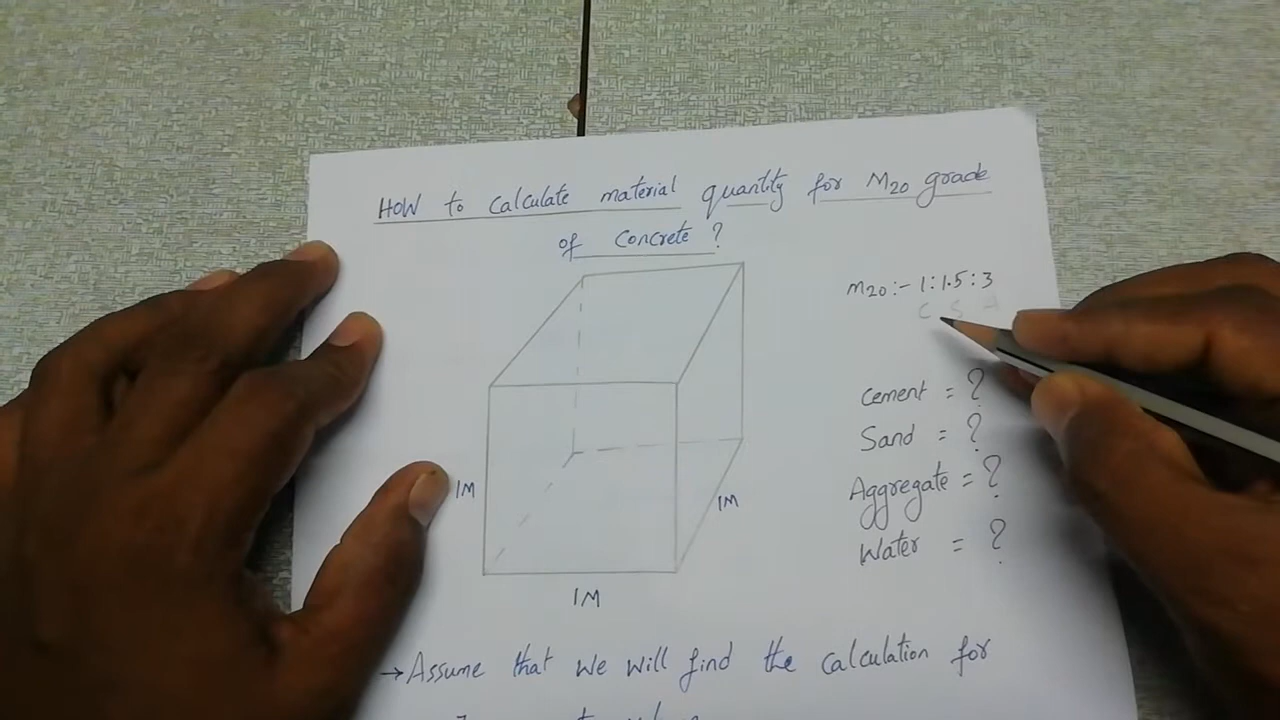 HOW to calculate material quantity for M20 grade
of Concrete ?
M20:- 1:1.5:3
C S A
Cement = ?
Sand = ?
Aggregate = ?
Water = ?
1M
1M
1M
→ Assume that we will find the calculation for